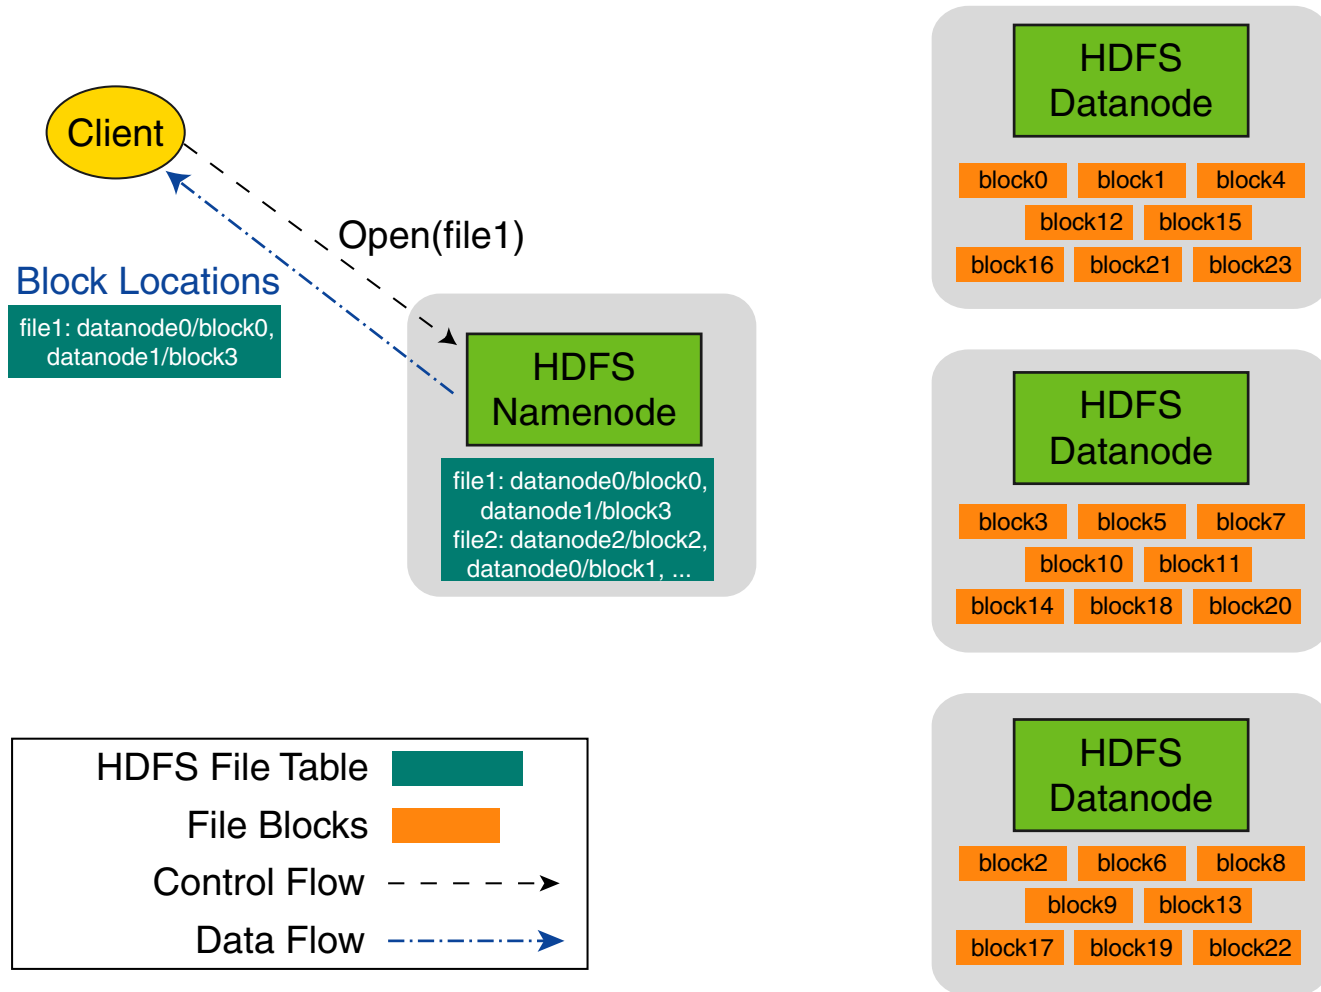 Client
Open(file1)
Block Locations
file1: datanode0/block0,
datanode1/block3
HDFS
Namenode
file1: datanode0/block0,
datanode1/block3
file2: datanode2/block2,
datanode0/block1, ...
HDFS
Datanode
block0 block1 block4
block12 block15
block16 block21 block23
HDFS
Datanode
block3 block5 block7
block10 block11
block14 block18 block20
HDFS
Datanode
block2 block6 block8
block9 block13
block17 block19 block22
HDFS File Table
File Blocks
Control Flow
Data Flow